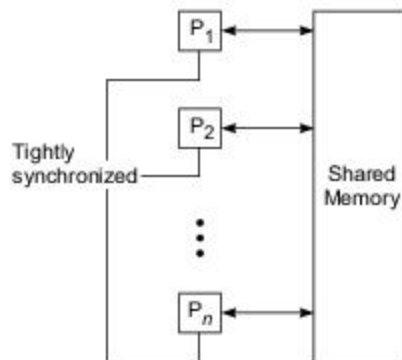 P1
P2
Tightly
synchronized
Shared
Memory
Pn